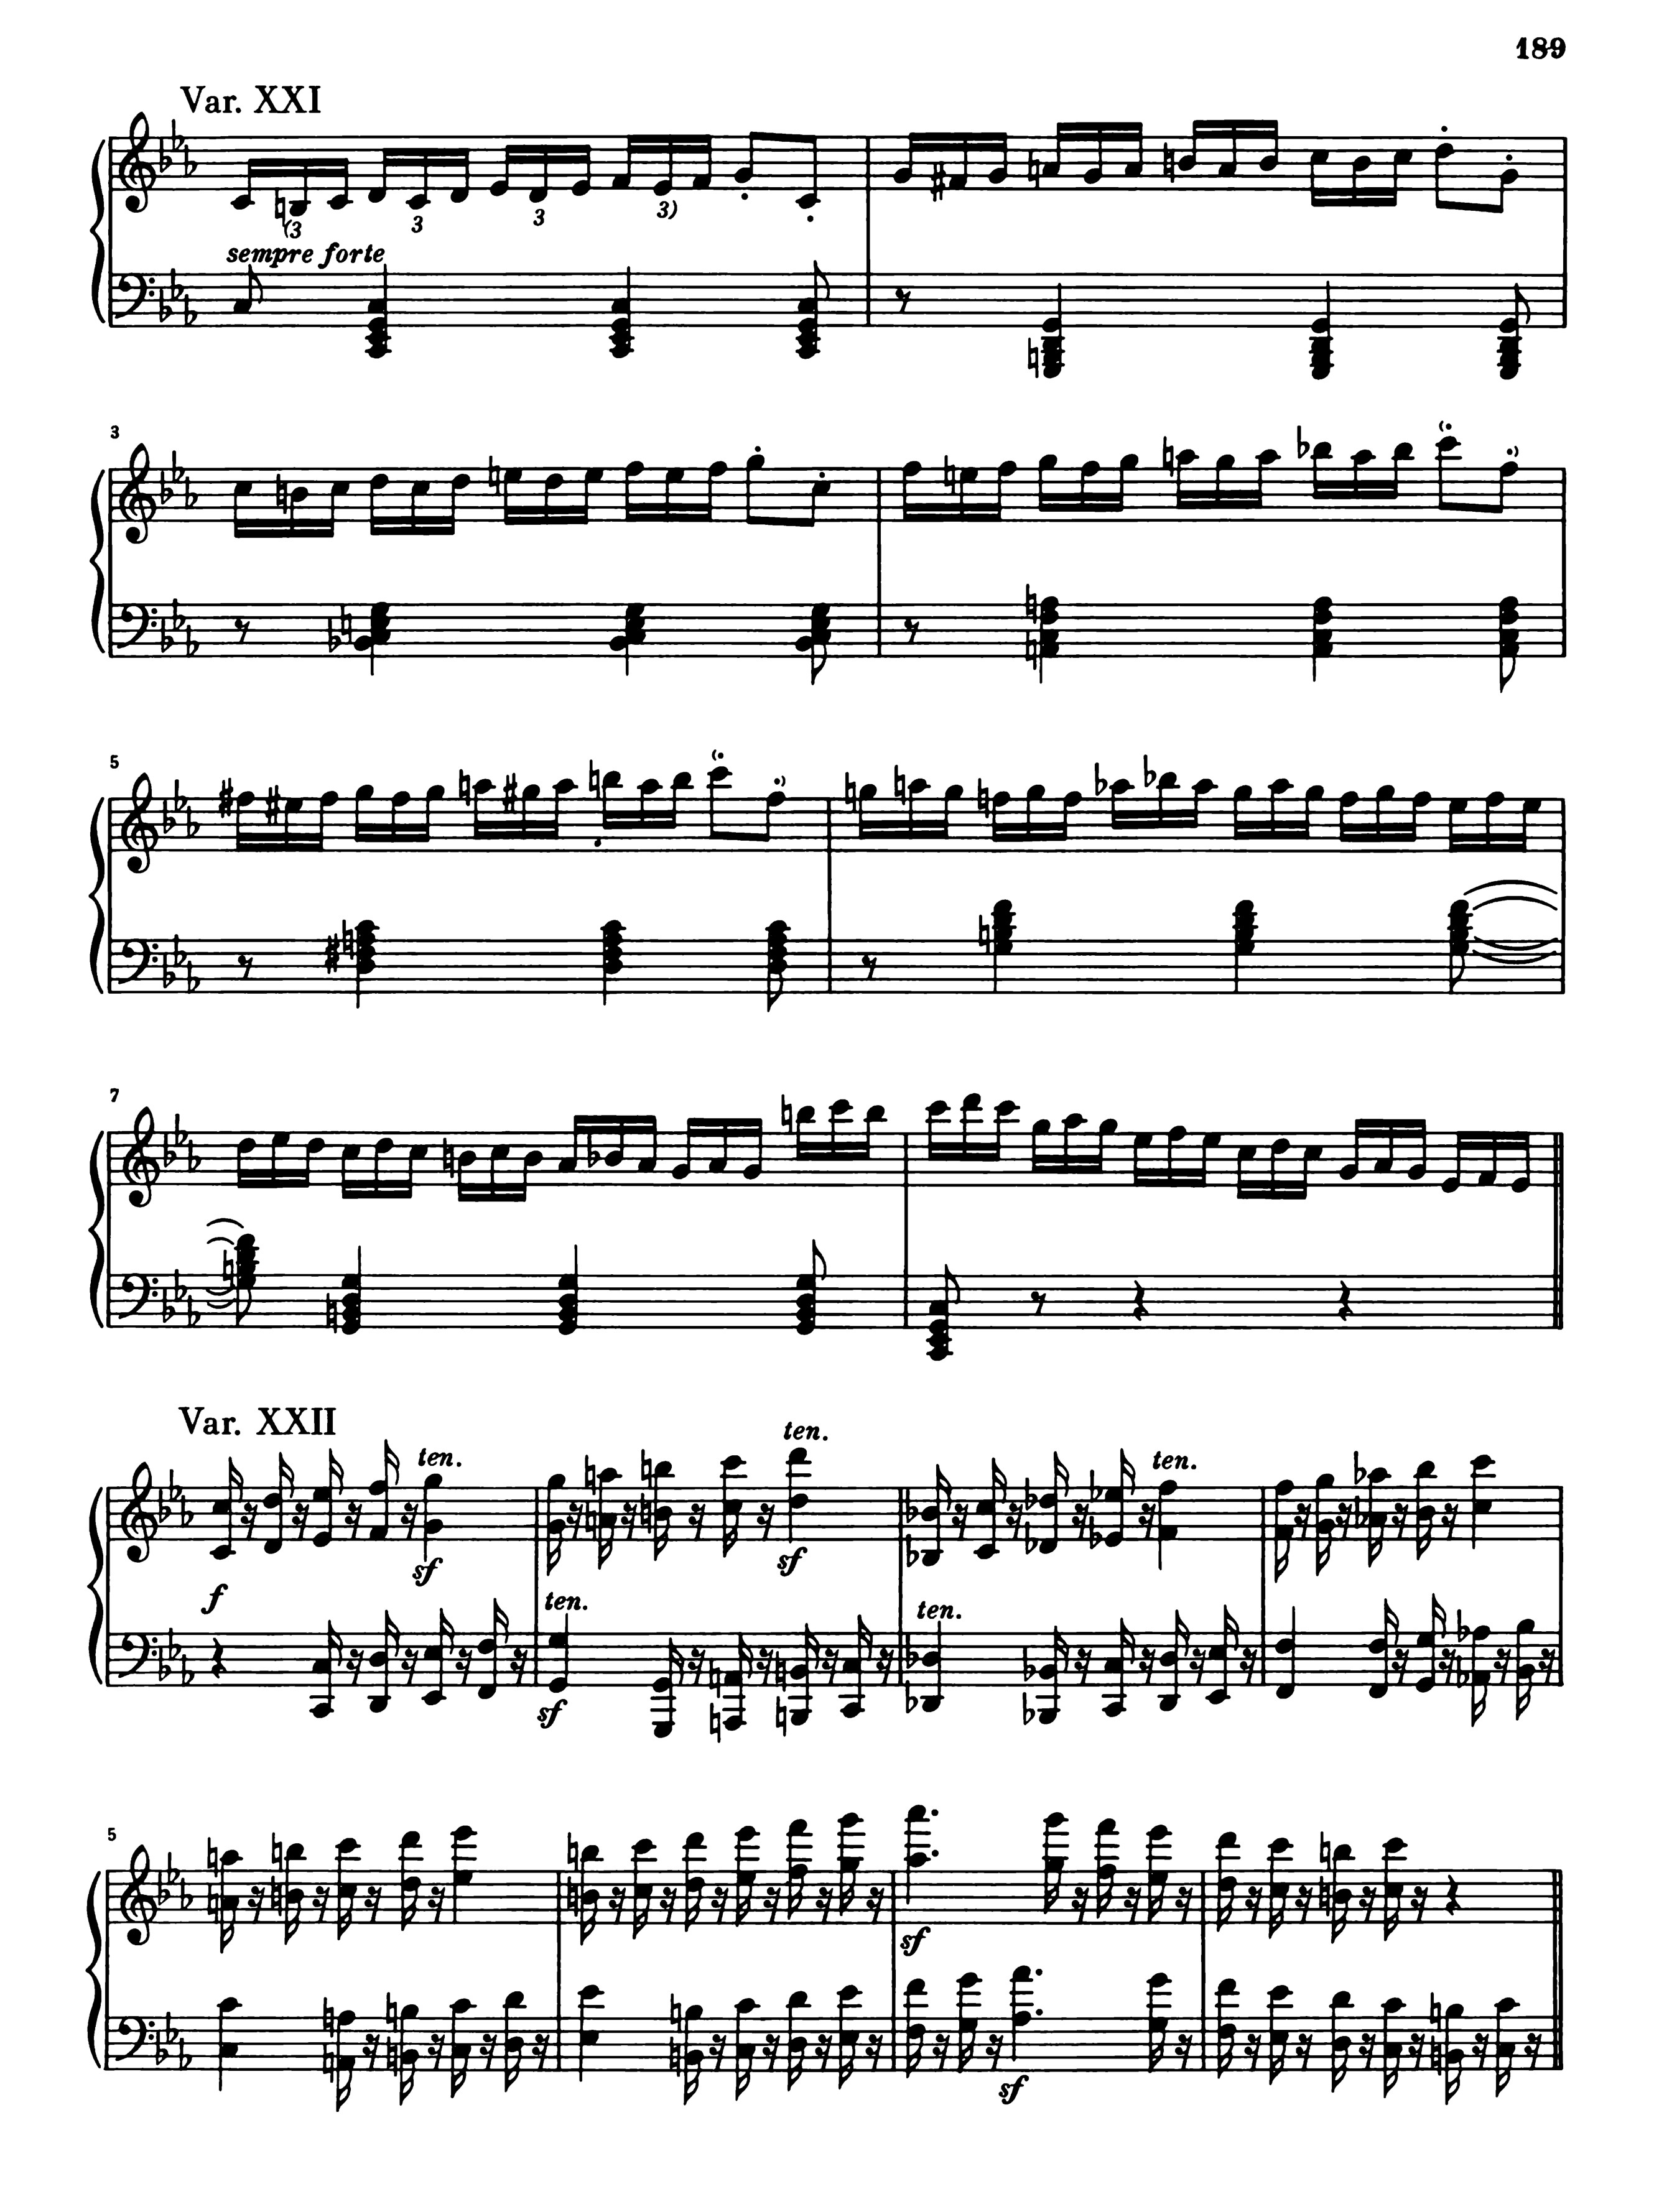 189
Var. XXI
(3 3 3 3)
sempre forte
3
5
7
Var. XXII
ten. ten. ten.
sf sf
f
ten. ten.
sf
5
sf
sf